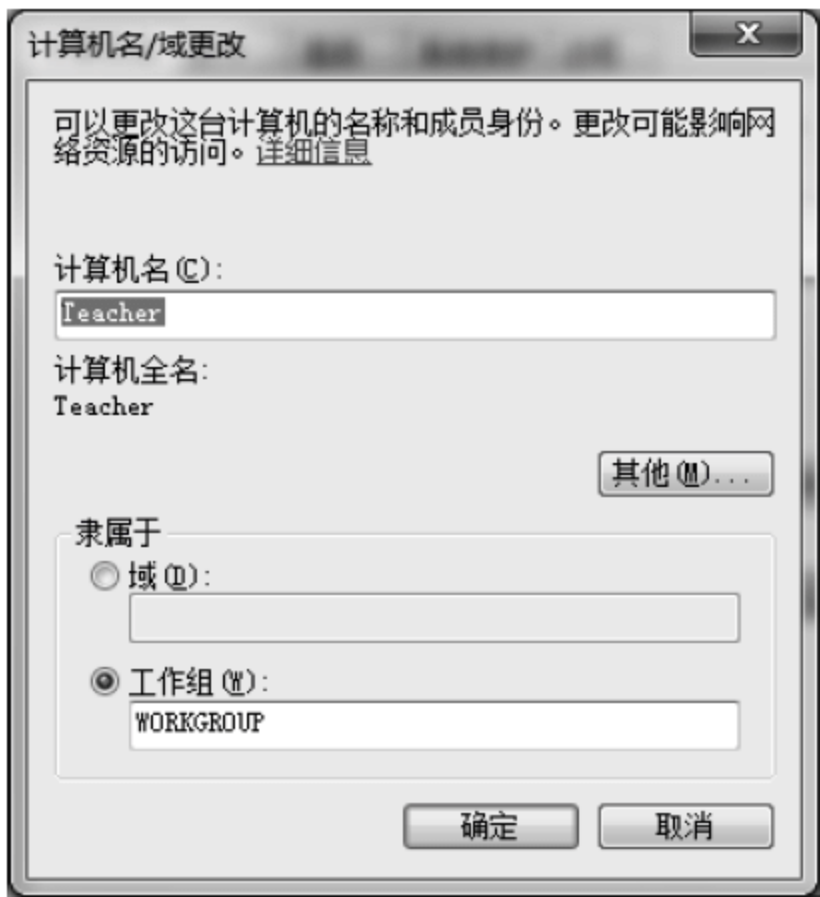 计算机名/域更改
可以更改这台计算机的名称和成员身份。更改可能影响网
络资源的访问。详细信息
计算机名(C):
Teacher
计算机全名:
Teacher
其他(M)...
隶属于
域(D):
工作组(W):
WORKGROUP
确定 取消